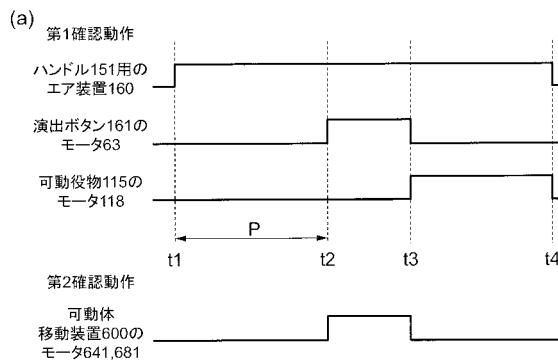 (a)
第1確認動作
ハンドル151用の
エア装置160
演出ボタン161の
モータ63
可動役物115の
モータ118
P
t1 t2 t3 t4
第2確認動作
可動体
移動装置600の
モータ641,681